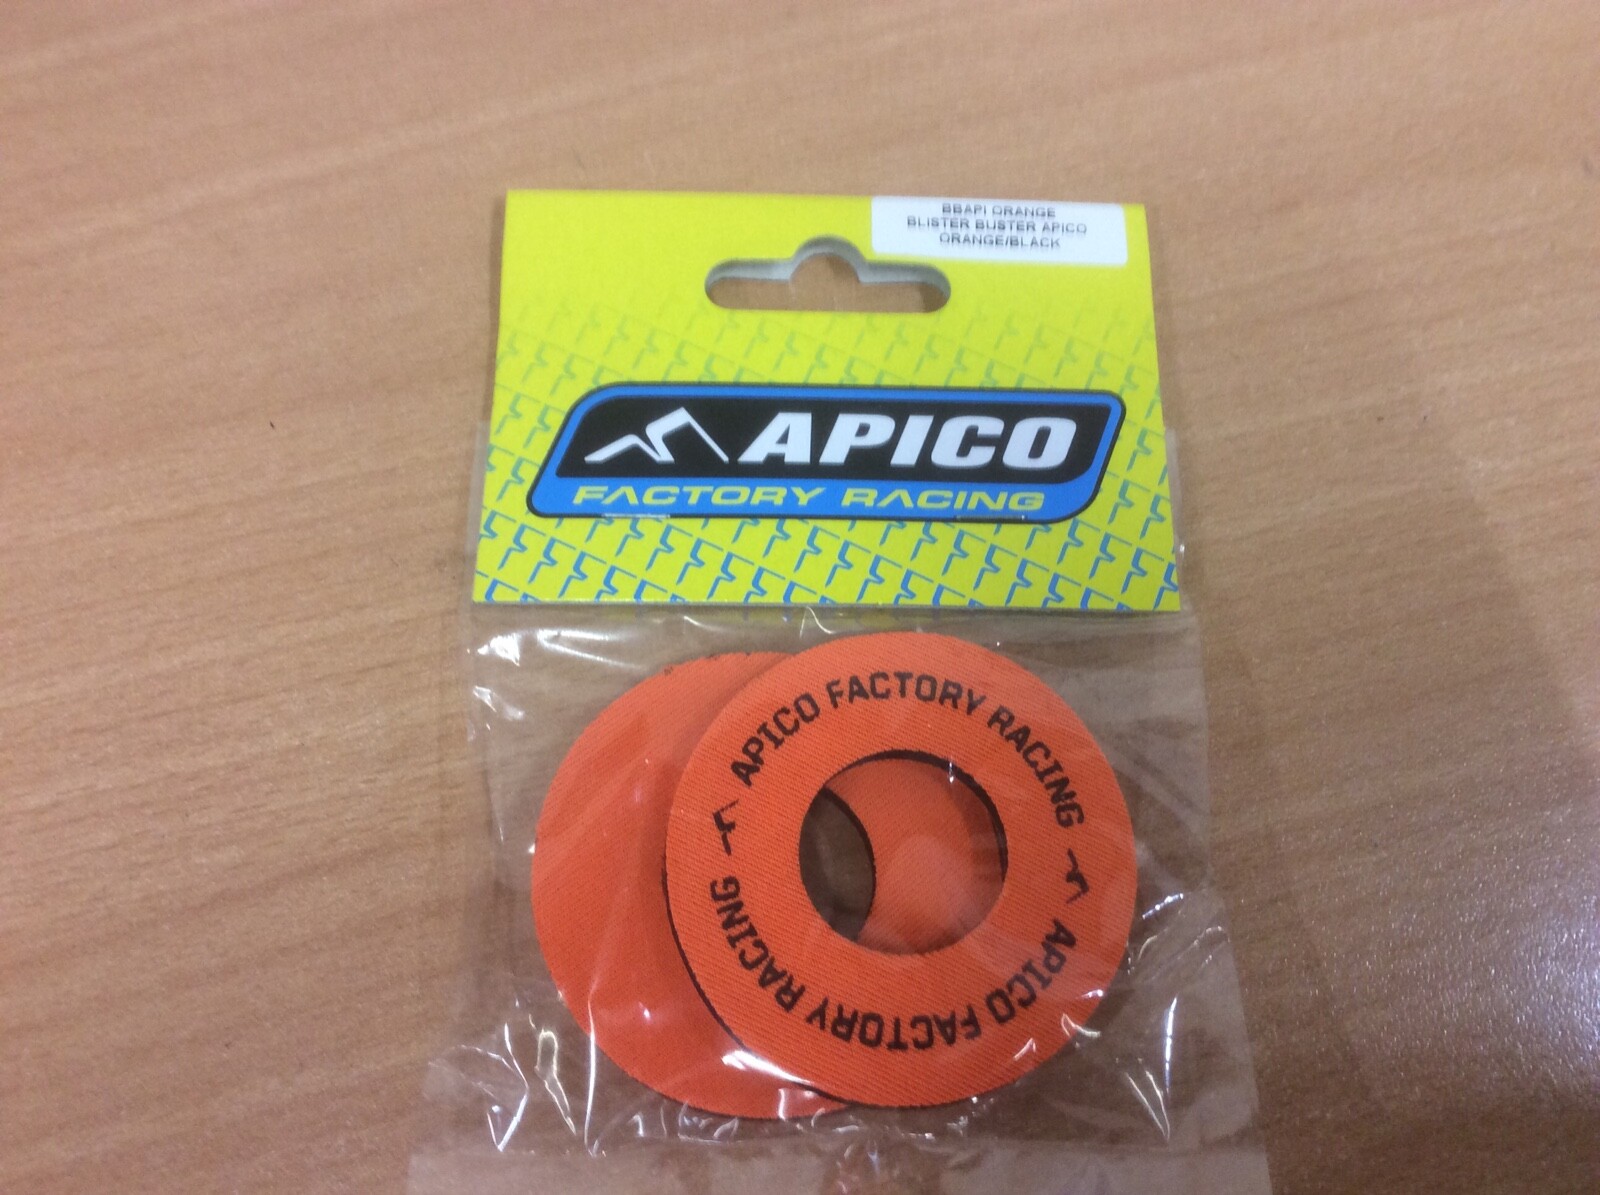 BBAPI ORANGE
BLISTER BUSTER APICO
ORANGE/BLACK
APICO
FACTORY RACING
APICO FACTORY RACING
APICO FACTORY RACING